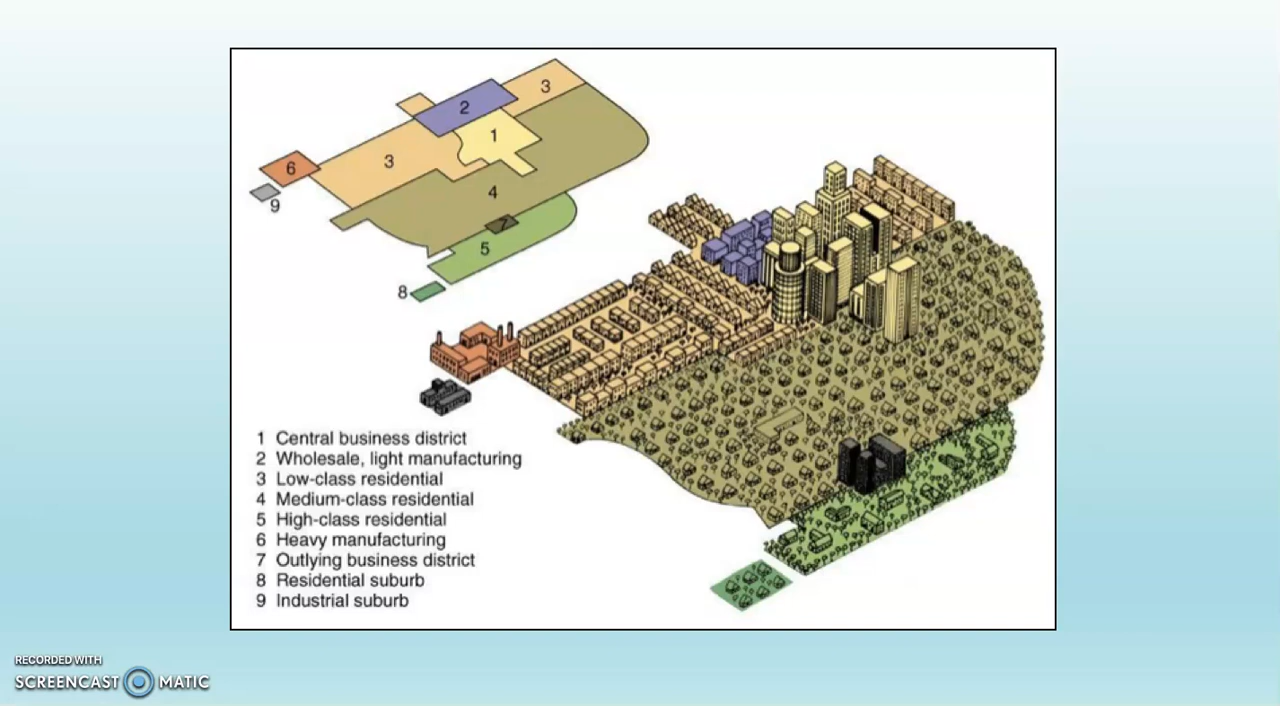 3
2
1
3
6
4
9
7
5
8
1 Central business district
2 Wholesale, light manufacturing
3 Low-class residential
4 Medium-class residential
5 High-class residential
6 Heavy manufacturing
7 Outlying business district
8 Residential suburb
9 Industrial suburb
RECORDED WITH
SCREENCAST MATIC